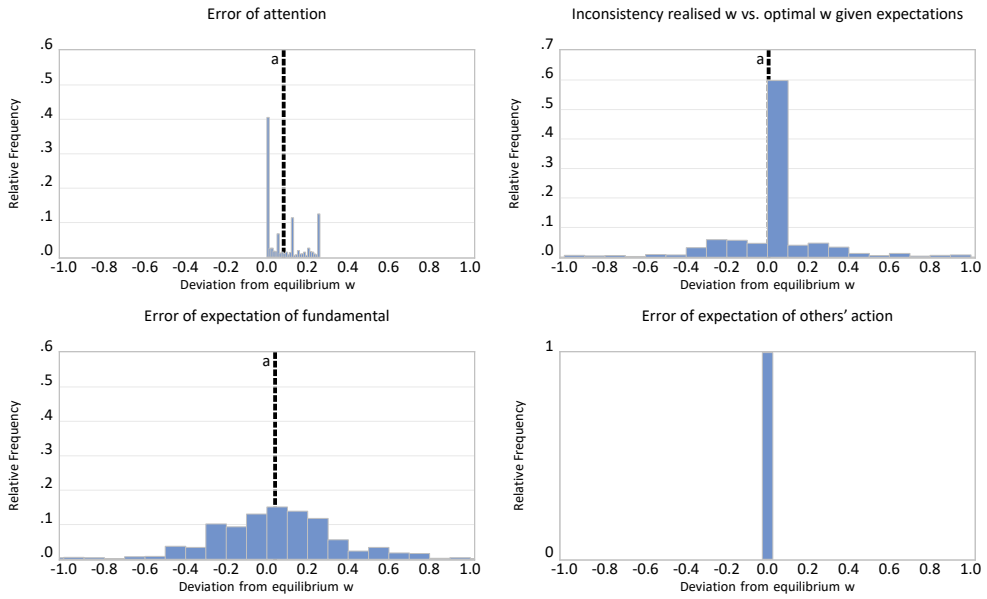 Error of attention
a
.6
.5
.4
.3
.2
.1
.0
Relative Frequency
-1.0 -0.8 -0.6 -0.4 -0.2 0.0 0.2 0.4 0.6 0.8 1.0
Deviation from equilibrium w
Inconsistency realised w vs. optimal w given expectations
a
.7
.6
.5
.4
.3
.2
.1
.0
Relative Frequency
-1.0 -0.8 -0.6 -0.4 -0.2 0.0 0.2 0.4 0.6 0.8 1.0
Deviation from equilibrium w
Error of expectation of fundamental
a
.6
.5
.4
.3
.2
.1
.0
Relative Frequency
-1.0 -0.8 -0.6 -0.4 -0.2 0.0 0.2 0.4 0.6 0.8 1.0
Deviation from equilibrium w
Error of expectation of others’ action
1
0
Relative Frequency
-1.0 -0.8 -0.6 -0.4 -0.2 0.0 0.2 0.4 0.6 0.8 1.0
Deviation from equilibrium w